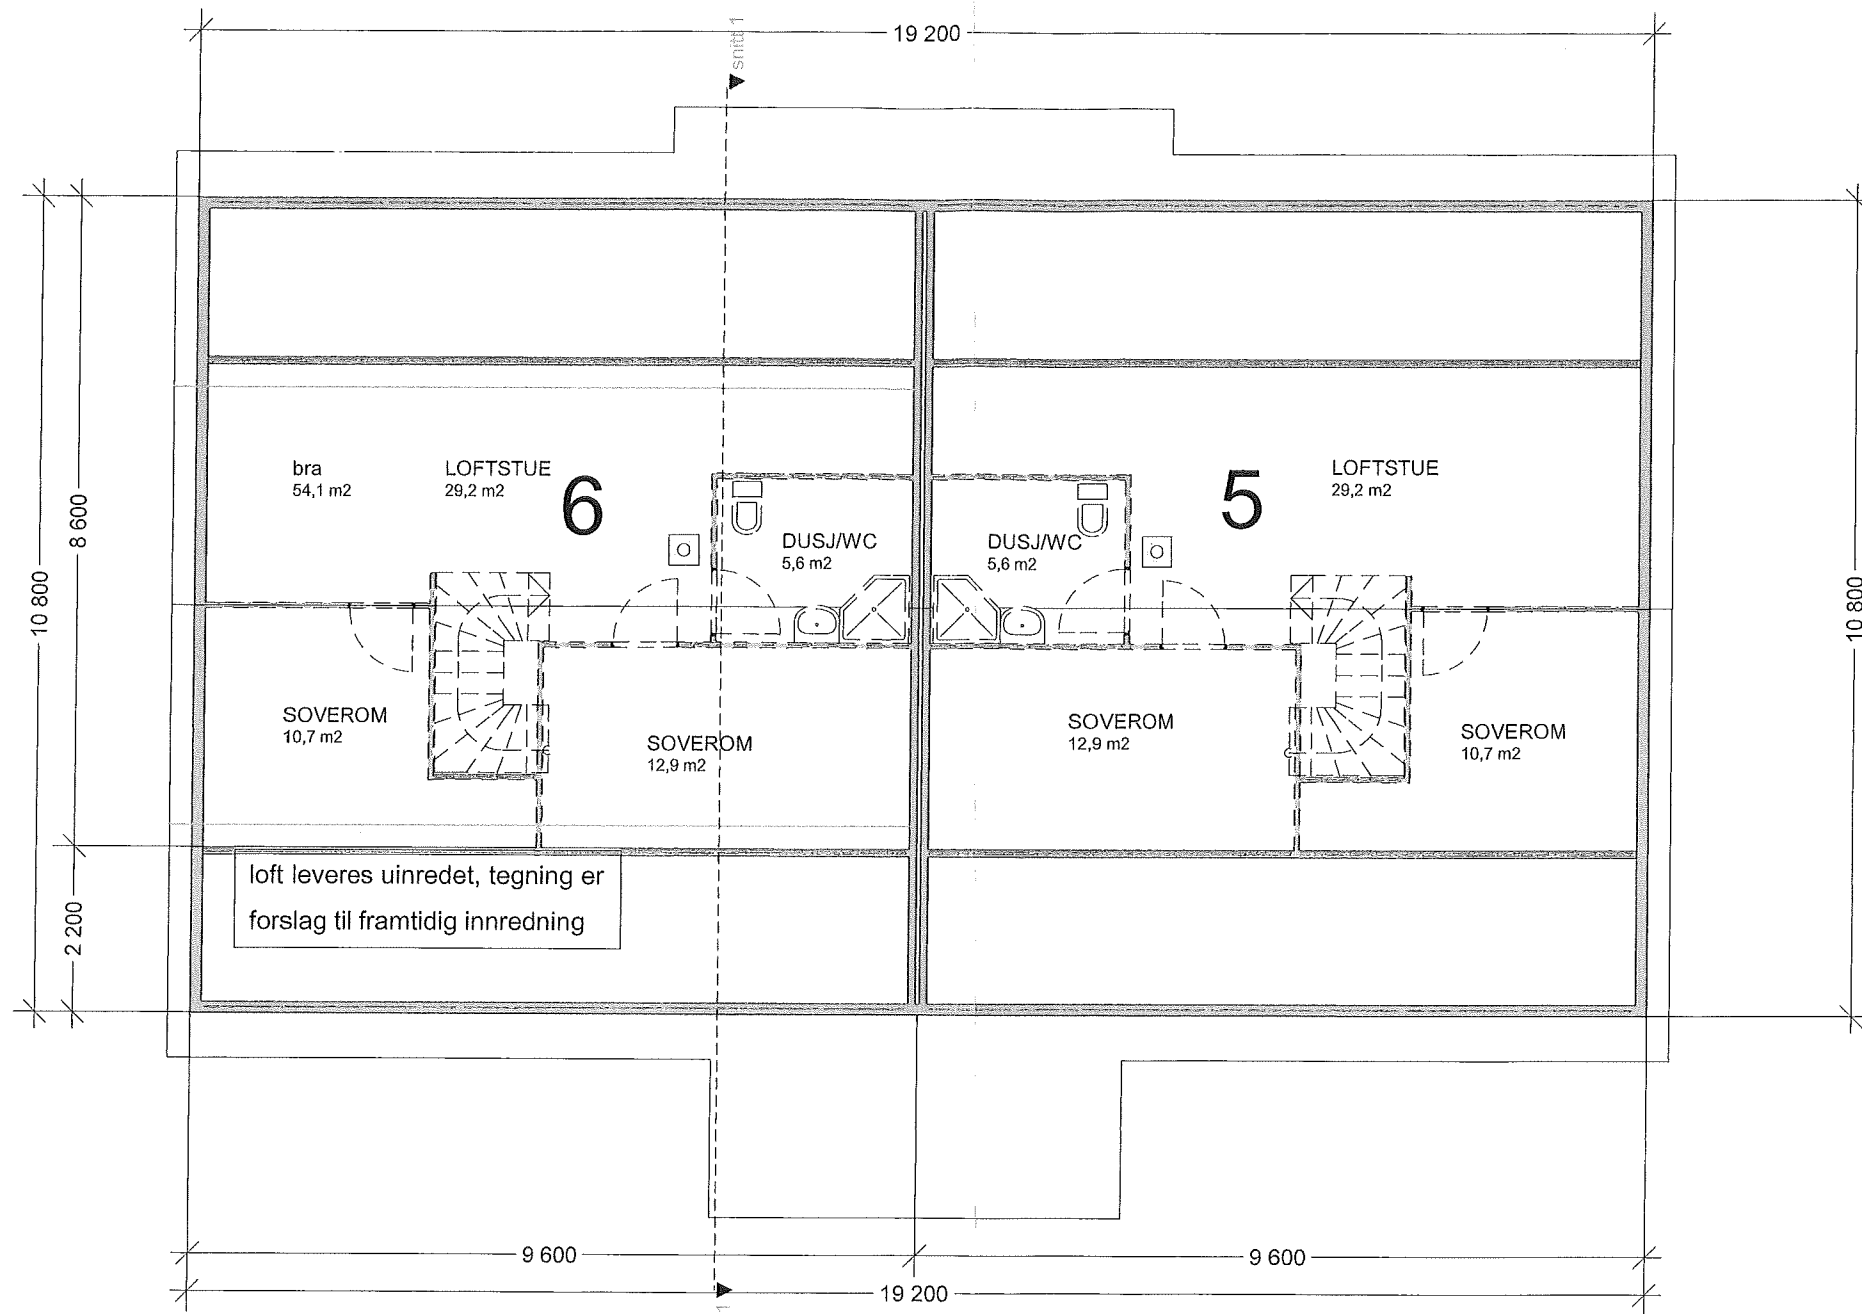 19 200
snitt 1
10 800
8 600
2 200
10 800
bra
54,1 m2
LOFTSTUE
29,2 m2
6
DUSJ/WC
5,6 m2
DUSJ/WC
5,6 m2
5
LOFTSTUE
29,2 m2
SOVEROM
10,7 m2
SOVEROM
12,9 m2
SOVEROM
12,9 m2
SOVEROM
10,7 m2
loft leveres uinredet, tegning er
forslag til framtidig innredning
9 600
9 600
19 200